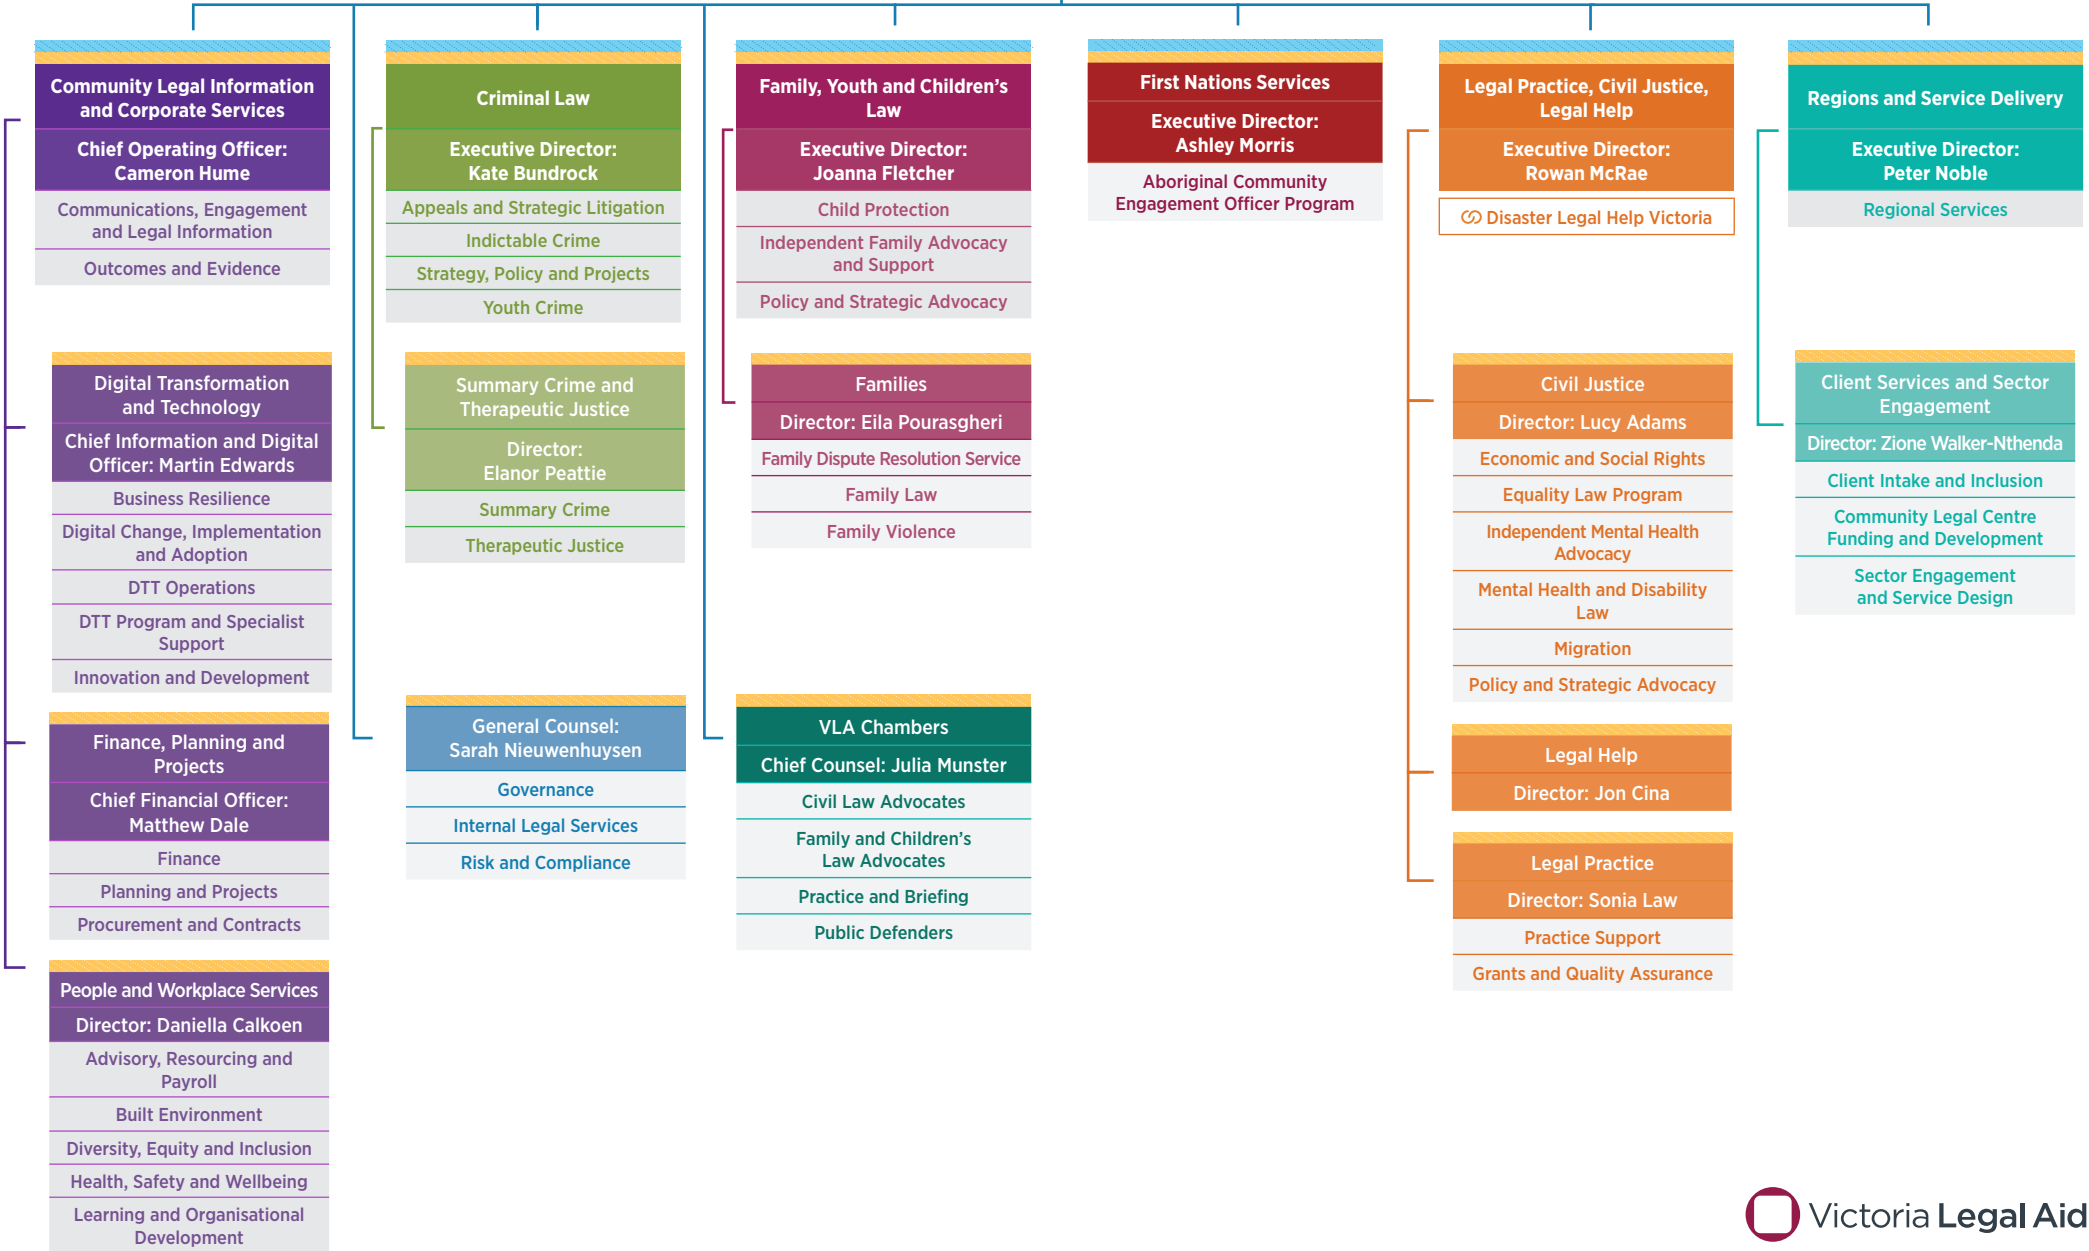 Community Legal Information
and Corporate Services
Chief Operating Officer:
Cameron Hume
Communications, Engagement
and Legal Information
Outcomes and Evidence
Digital Transformation
and Technology
Chief Information and Digital
Officer: Martin Edwards
Business Resilience
Digital Change, Implementation
and Adoption
DTT Operations
DTT Program and Specialist
Support
Innovation and Development
Finance, Planning and
Projects
Chief Financial Officer:
Matthew Dale
Finance
Planning and Projects
Procurement and Contracts
People and Workplace Services
Director: Daniella Calkoen
Advisory, Resourcing and
Payroll
Built Environment
Diversity, Equity and Inclusion
Health, Safety and Wellbeing
Learning and Organisational
Development
Criminal Law
Executive Director:
Kate Bundrock
Appeals and Strategic Litigation
Indictable Crime
Strategy, Policy and Projects
Youth Crime
Summary Crime and
Therapeutic Justice
Director:
Elanor Peattie
Summary Crime
Therapeutic Justice
General Counsel:
Sarah Nieuwenhuysen
Governance
Internal Legal Services
Risk and Compliance
Family, Youth and Children’s
Law
Executive Director:
Joanna Fletcher
Child Protection
Independent Family Advocacy
and Support
Policy and Strategic Advocacy
Families
Director: Eila Pourasgheri
Family Dispute Resolution Service
Family Law
Family Violence
VLA Chambers
Chief Counsel: Julia Munster
Civil Law Advocates
Family and Children’s
Law Advocates
Practice and Briefing
Public Defenders
First Nations Services
Executive Director:
Ashley Morris
Aboriginal Community
Engagement Officer Program
Legal Practice, Civil Justice,
Legal Help
Executive Director:
Rowan McRae
Disaster Legal Help Victoria
Civil Justice
Director: Lucy Adams
Economic and Social Rights
Equality Law Program
Independent Mental Health
Advocacy
Mental Health and Disability
Law
Migration
Policy and Strategic Advocacy
Legal Help
Director: Jon Cina
Legal Practice
Director: Sonia Law
Practice Support
Grants and Quality Assurance
Regions and Service Delivery
Executive Director:
Peter Noble
Regional Services
Client Services and Sector
Engagement
Director: Zione Walker-Nthenda
Client Intake and Inclusion
Community Legal Centre
Funding and Development
Sector Engagement
and Service Design
Victoria Legal Aid